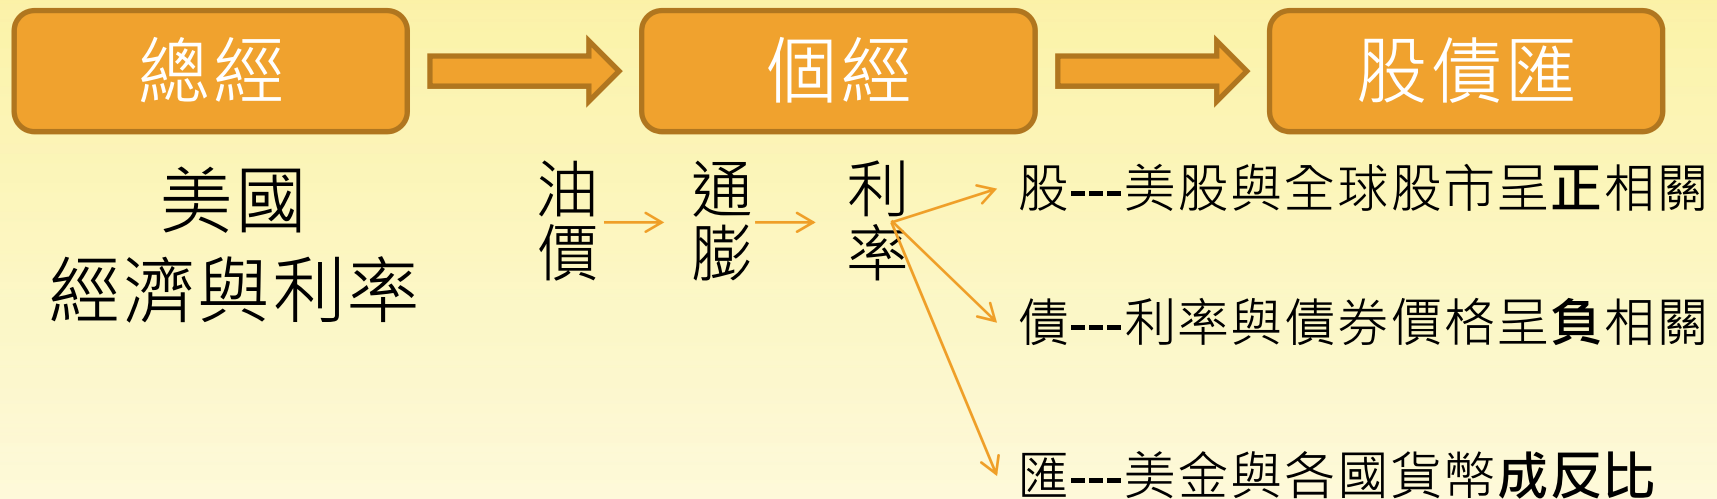 總經
個經
股債匯
美國
經濟與利率
油價
通膨
利率
股---美股與全球股市呈正相關
債---利率與債券價格呈負相關
匯---美金與各國貨幣成反比